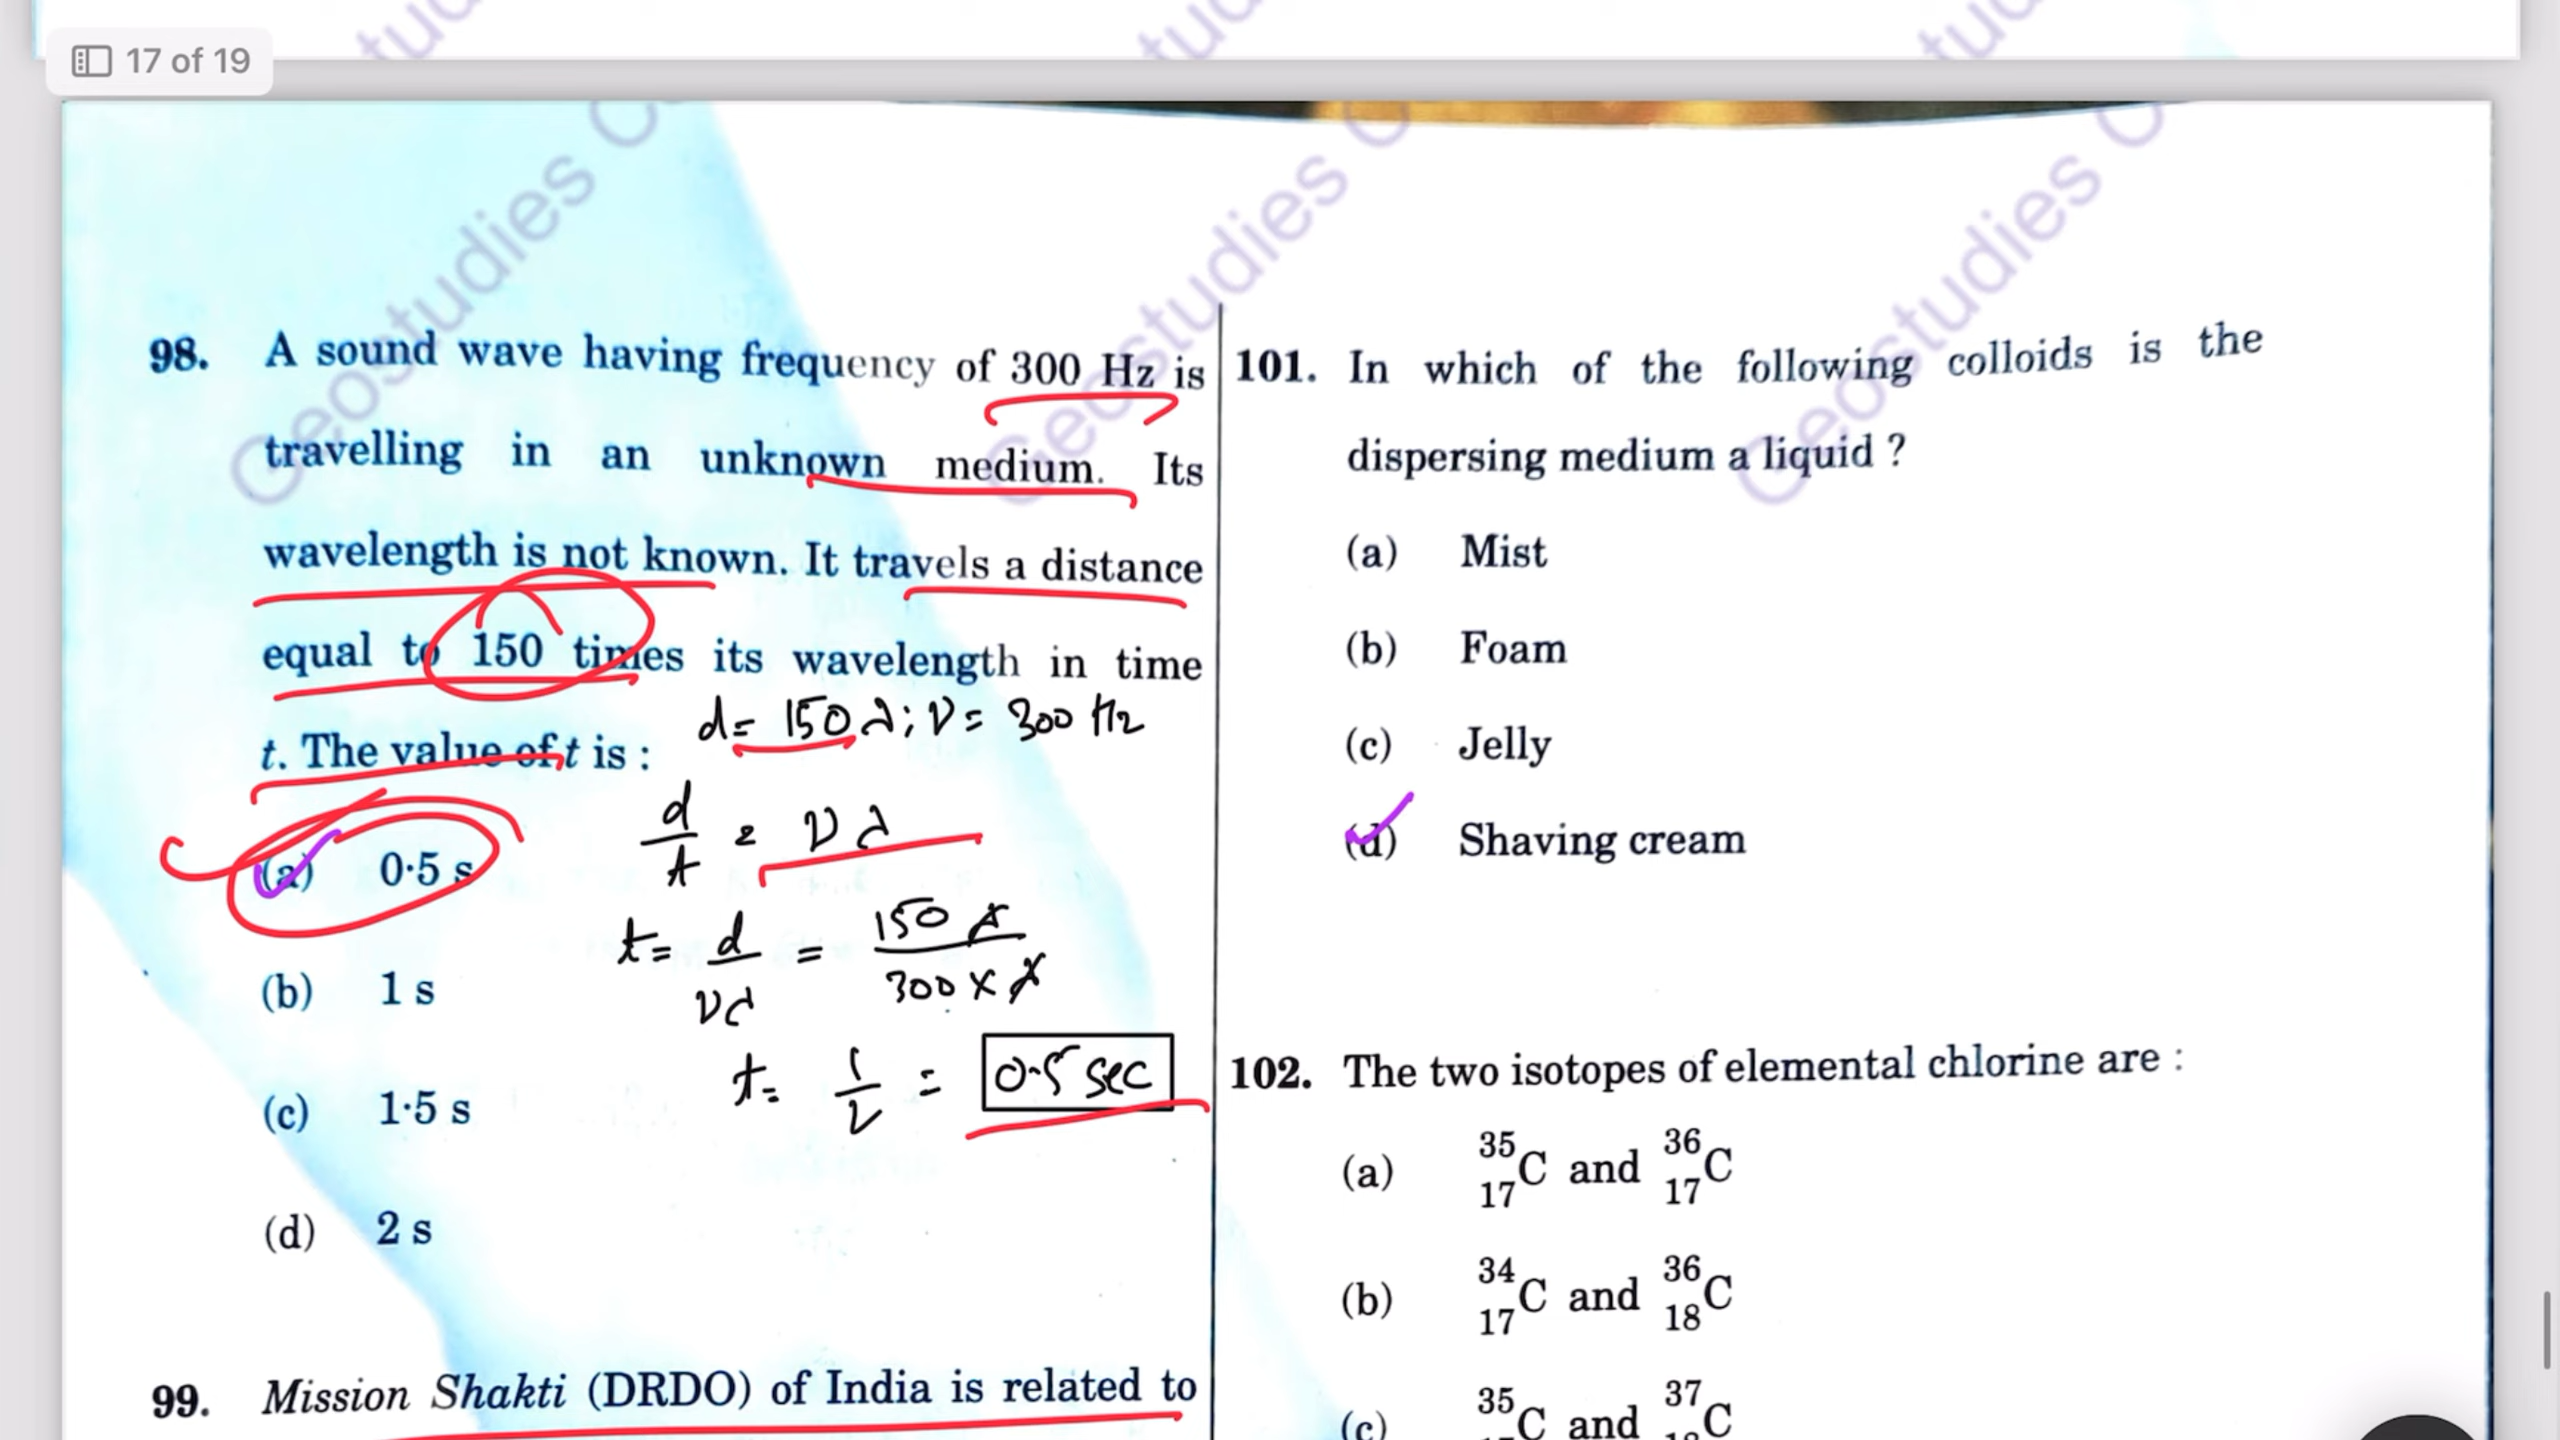 17 of 19
98. A sound wave having frequency of 300 Hz is
travelling in an unknown medium. Its
wavelength is not known. It travels a distance
equal to 150 times its wavelength in time
t. The value of t is :
d = 150 λ; ν = 300 Hz
(a) 0·5 s
d/t = νλ
t = d/νλ = 150 λ/300 × λ
t = 1/2 = 0.5 sec
(b) 1 s
(c) 1·5 s
(d) 2 s
99. Mission Shakti (DRDO) of India is related to
101. In which of the following colloids is the
dispersing medium a liquid ?
(a) Mist
(b) Foam
(c) Jelly
(d) Shaving cream
102. The two isotopes of elemental chlorine are :
(a) ³⁵₁₇C and ³⁶₁₇C
(b) ³⁴₁₇C and ³⁶₁₈C
(c) ³⁵C and ³⁷C
Geostudies
Geostudies
Geostudies